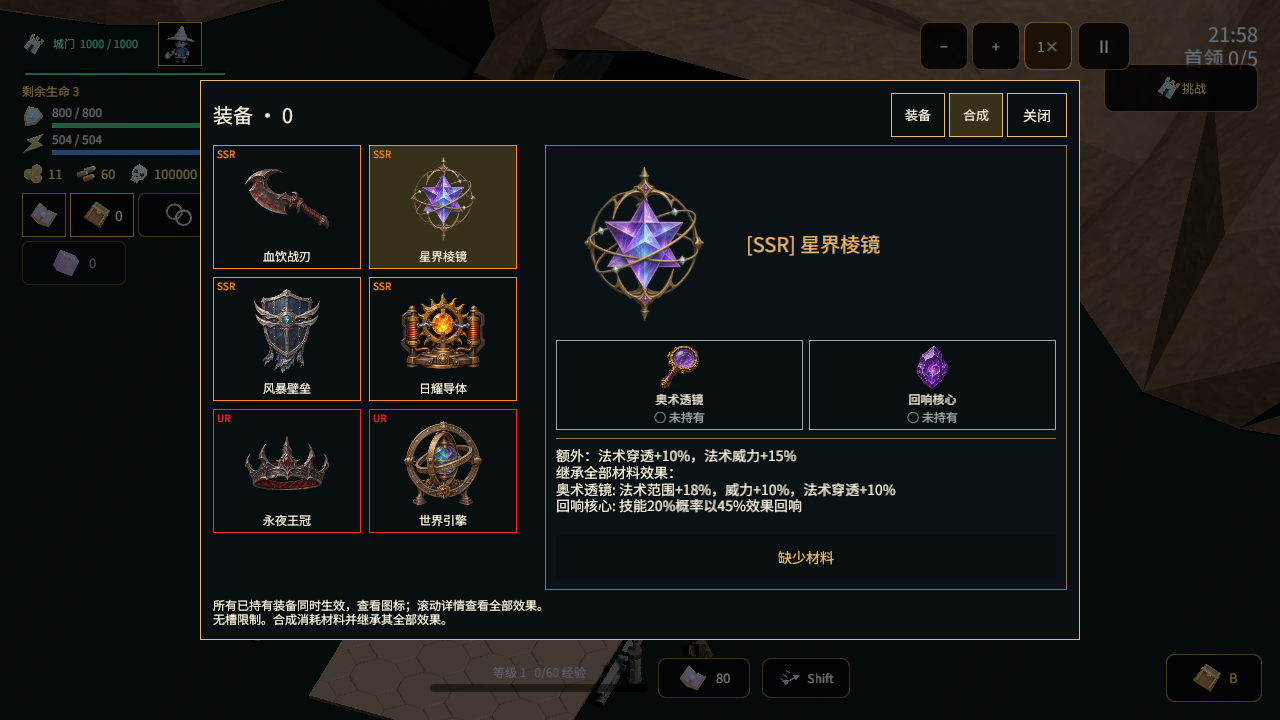 城门 1000 / 1000
剩余生命 3
800 / 800
504 / 504
11
60
100000
0
0
−
+
1×
21:58
首领 0/5
挑战
装备 · 0
装备
合成
关闭
SSR
血饮战刃
SSR
星界棱镜
SSR
风暴壁垒
SSR
日耀导体
UR
永夜王冠
UR
世界引擎
[SSR] 星界棱镜
奥术透镜
〇 未持有
回响核心
〇 未持有
额外：法术穿透+10%，法术威力+15%
继承全部材料效果：
奥术透镜: 法术范围+18%，威力+10%，法术穿透+10%
回响核心: 技能20%概率以45%效果回响
缺少材料
所有已持有装备同时生效，查看图标；滚动详情查看全部效果。
无槽限制。合成消耗材料并继承其全部效果。
等级 1 0/60 经验
80
Shift
B